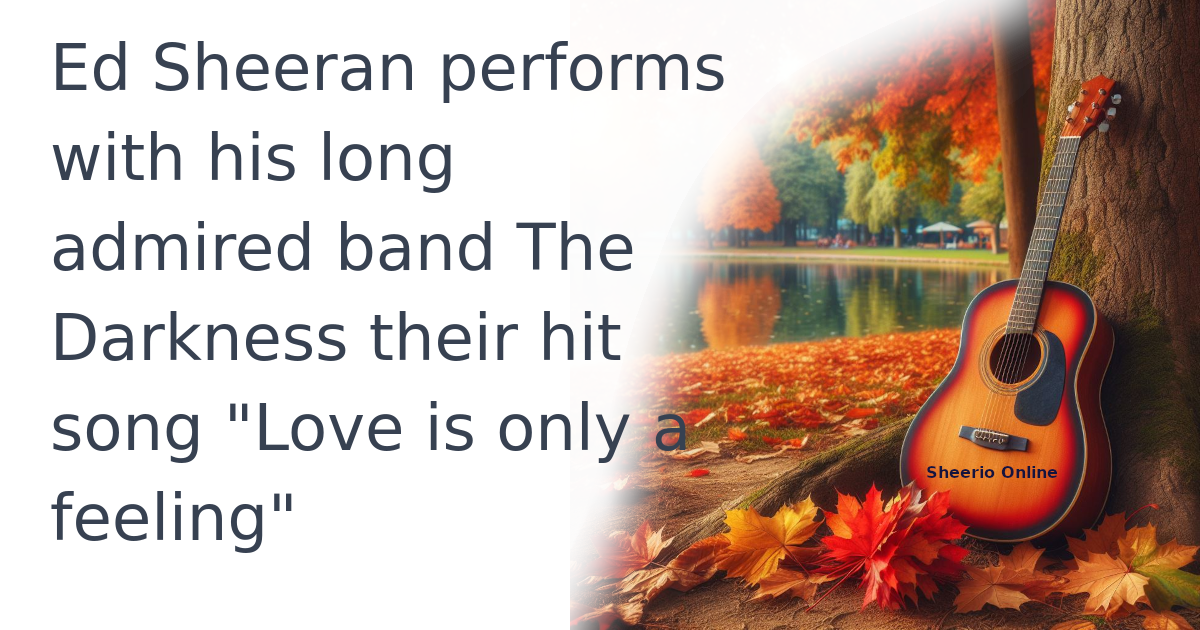 Ed Sheeran performs
with his long
admired band The
Darkness their hit
song "Love is only a
feeling"
Sheerio Online